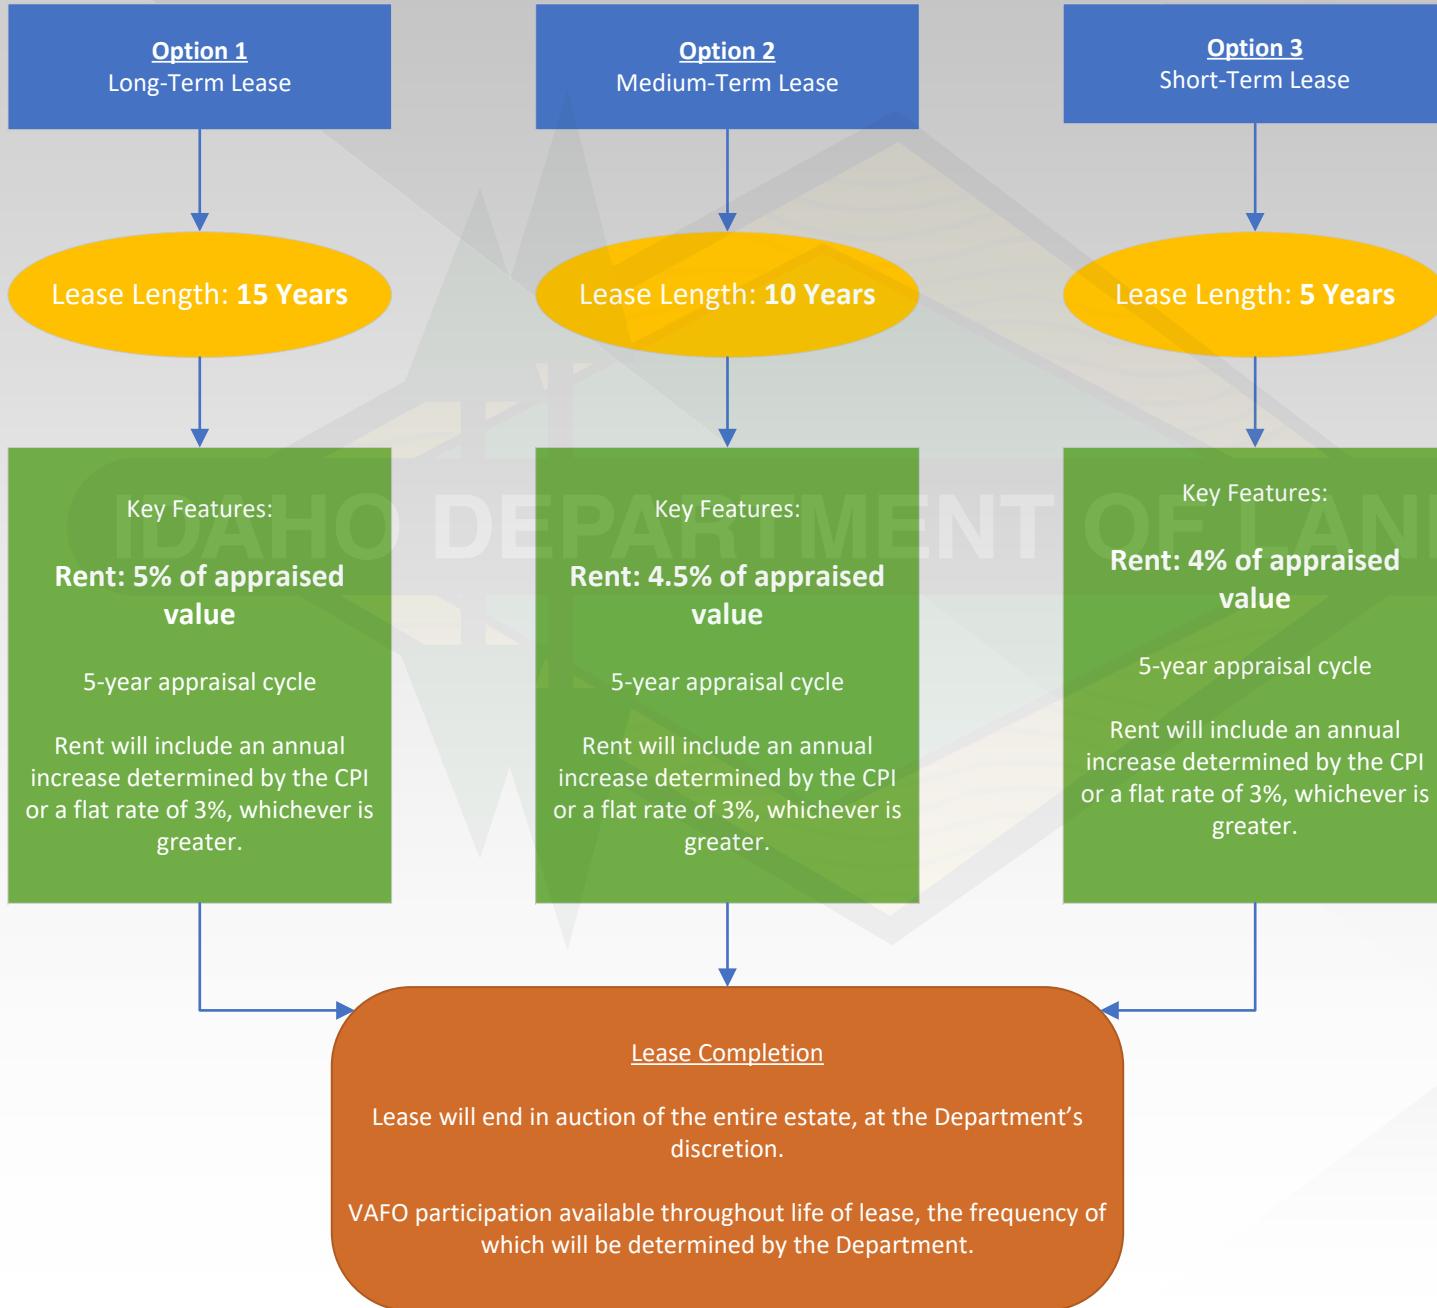 Option 1
Long-Term Lease
Option 2
Medium-Term Lease
Option 3
Short-Term Lease
Lease Length: 15 Years
Lease Length: 10 Years
Lease Length: 5 Years
Key Features:
Rent: 5% of appraised
value
5-year appraisal cycle
Rent will include an annual
increase determined by the CPI
or a flat rate of 3%, whichever is
greater.
Key Features:
Rent: 4.5% of appraised
value
5-year appraisal cycle
Rent will include an annual
increase determined by the CPI
or a flat rate of 3%, whichever is
greater.
Key Features:
Rent: 4% of appraised
value
5-year appraisal cycle
Rent will include an annual
increase determined by the CPI
or a flat rate of 3%, whichever is
greater.
IDAHO DEPARTMENT OF LAN
Lease Completion
Lease will end in auction of the entire estate, at the Department’s
discretion.
VAFO participation available throughout life of lease, the frequency of
which will be determined by the Department.